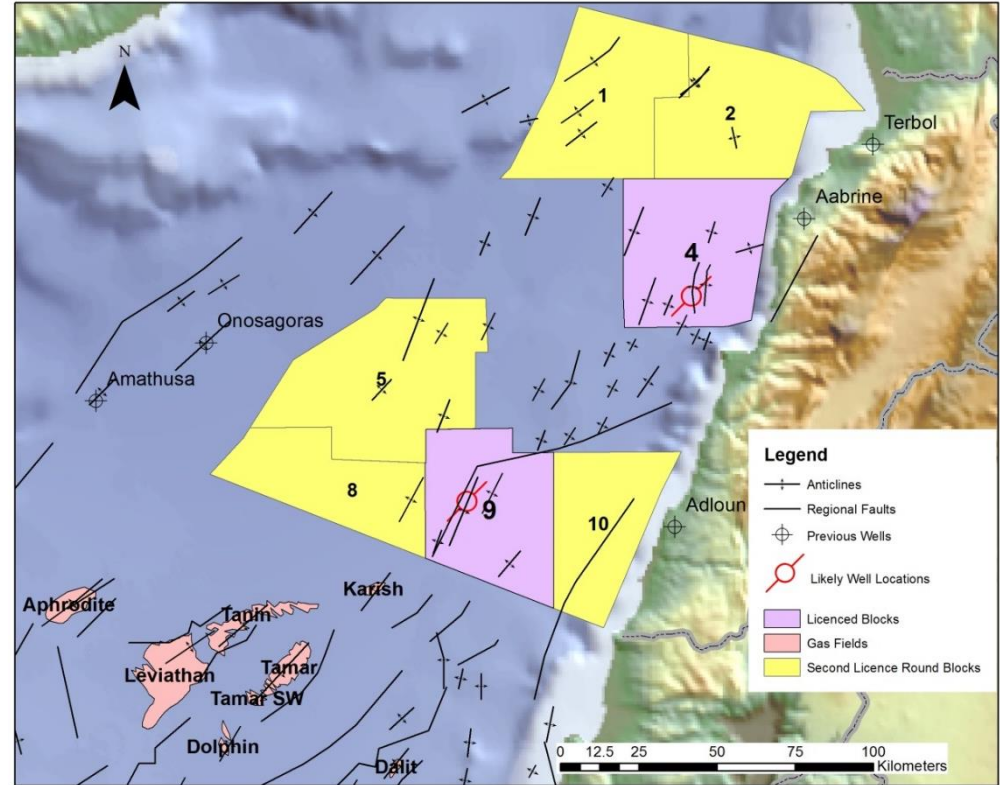 N
1
2
Terbol
Aabrine
4
Onosagoras
Amathusa
5
8
9
10
Adloun
Aphrodite
Tanin
Karish
Leviathan
Tamar
Tamar SW
Dolphin
Dalit
Legend
Anticlines
Regional Faults
Previous Wells
Likely Well Locations
Licenced Blocks
Gas Fields
Second Licence Round Blocks
0 12.5 25 50 75 100
Kilometers